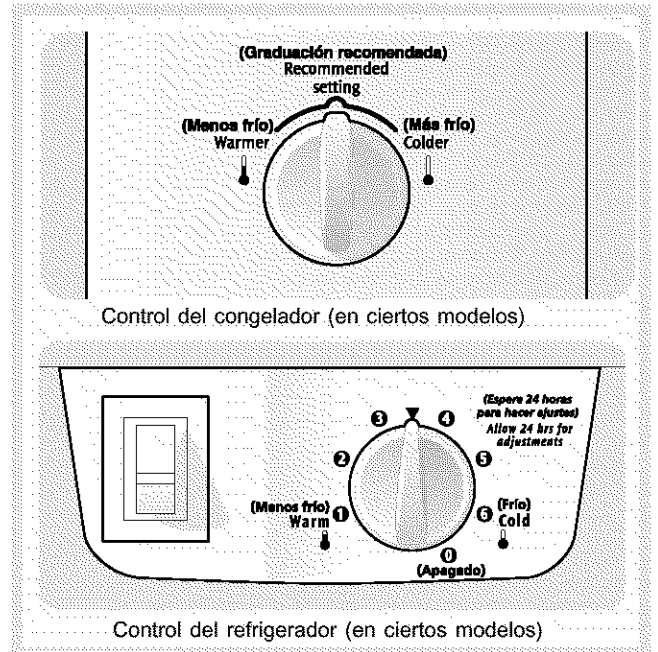 (Graduación recomendada)
Recommended
setting
(Menos frío)
Warmer
(Más frío)
Colder
Control del congelador (en ciertos modelos)
3
4
(Espere 24 horas
para hacer ajustes)
Allow 24 hrs for
adjustments
2
5
(Menos frío)
Warm
1
6
(Frío)
Cold
0
(Apagado)
Control del refrigerador (en ciertos modelos)